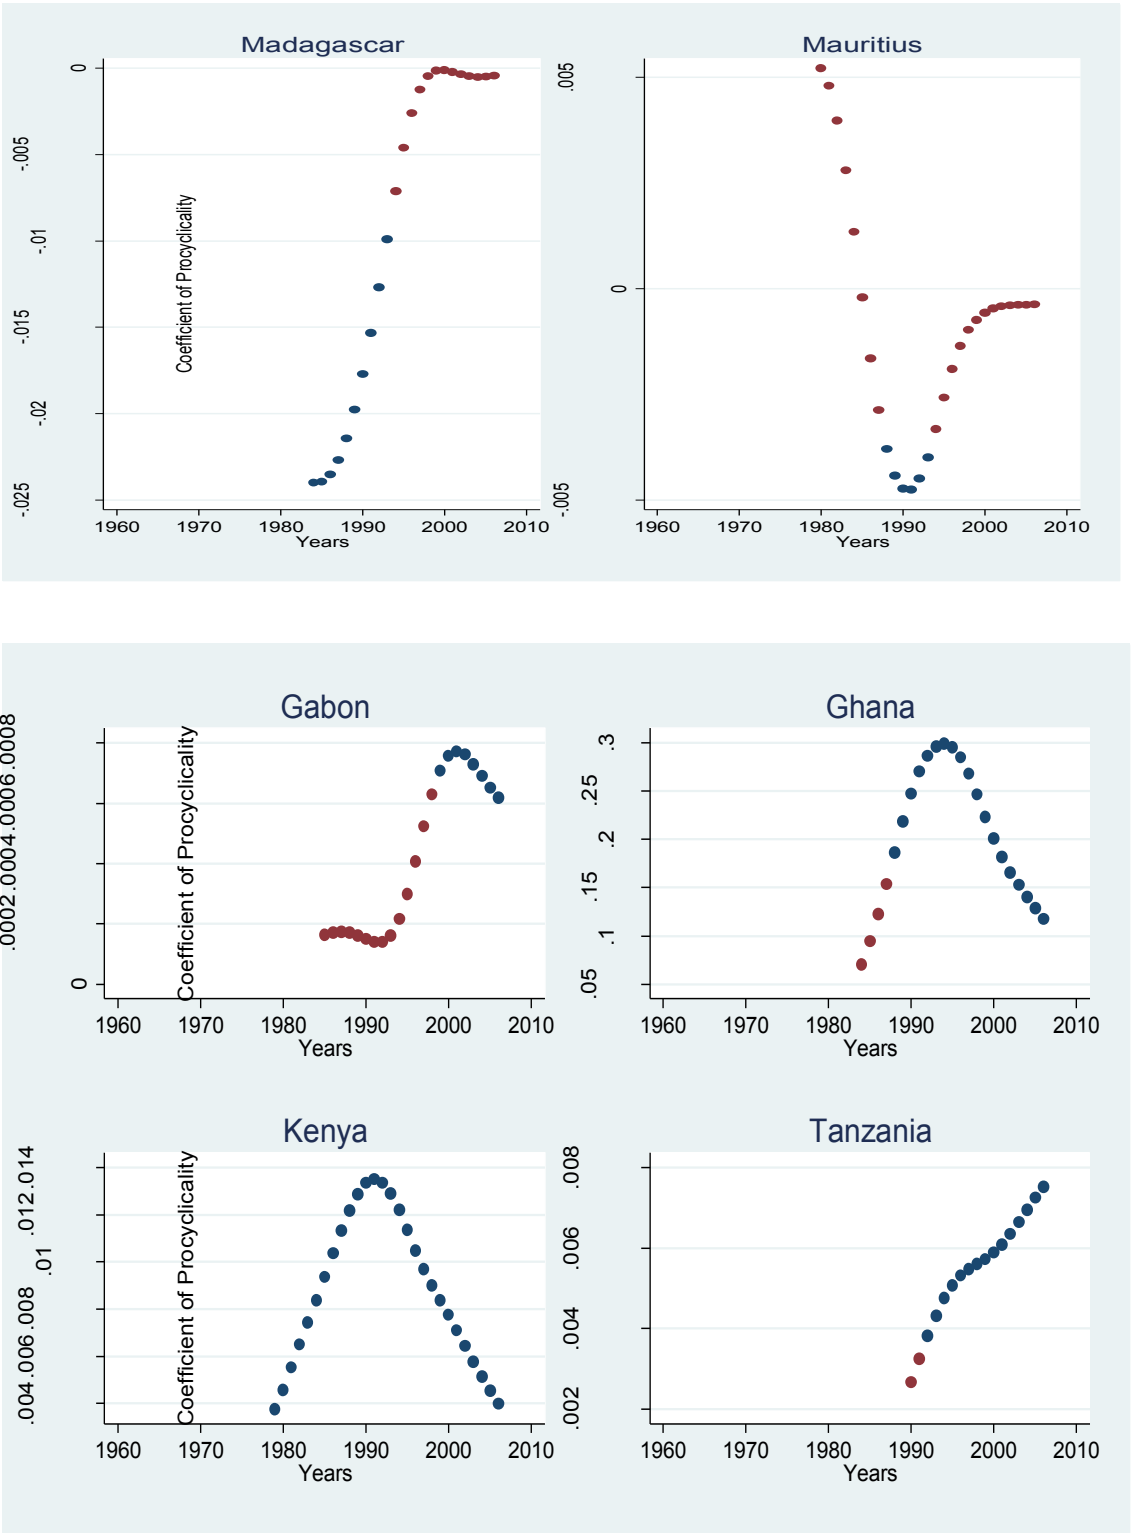 Madagascar
0
-.005
-.01
-.015
-.02
-.025
Coefficient of Procyclicality
1960 1970 1980 1990 2000 2010
Years
Mauritius
.005
0
-.005
1960 1970 1980 1990 2000 2010
Years
Gabon
0 .0002.0004.0006.0008
Coefficient of Procyclicality
1960 1970 1980 1990 2000 2010
Years
Ghana
.3
.25
.2
.15
.1
.05
1960 1970 1980 1990 2000 2010
Years
Kenya
.004.006.008 .01 .012.014
Coefficient of Procyclicality
1960 1970 1980 1990 2000 2010
Years
Tanzania
.008
.006
.004
.002
1960 1970 1980 1990 2000 2010
Years